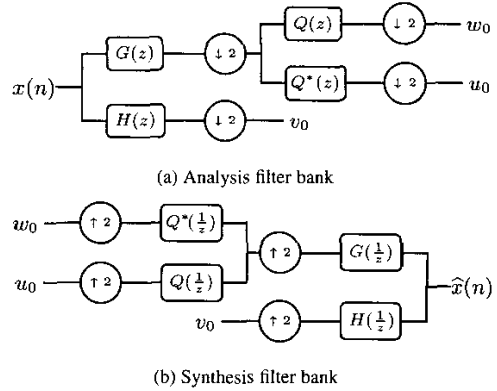 Q(z) ↓ 2 w₀
G(z) ↓ 2
x(n) Q*(z) ↓ 2 u₀
H(z) ↓ 2 v₀
(a) Analysis filter bank
w₀ ↑ 2 Q*(1/z)
↑ 2 G(1/z)
u₀ ↑ 2 Q(1/z) x̂(n)
v₀ ↑ 2 H(1/z)
(b) Synthesis filter bank